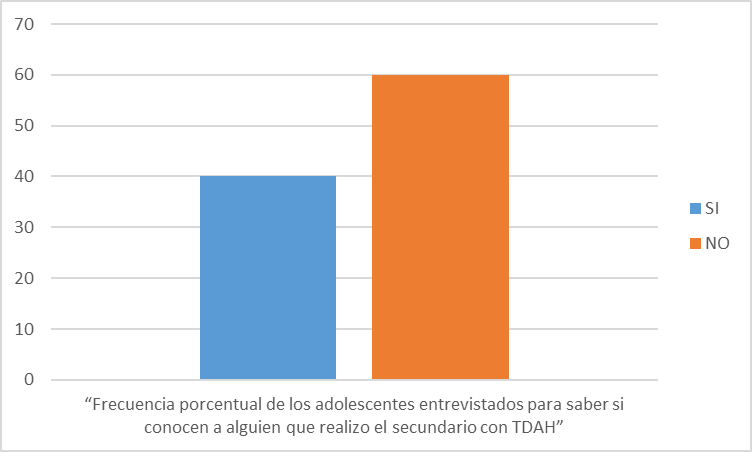 70
60
50
40
30
20
10
0
SI
NO
“Frecuencia porcentual de los adolescentes entrevistados para saber si
conocen a alguien que realizo el secundario con TDAH”